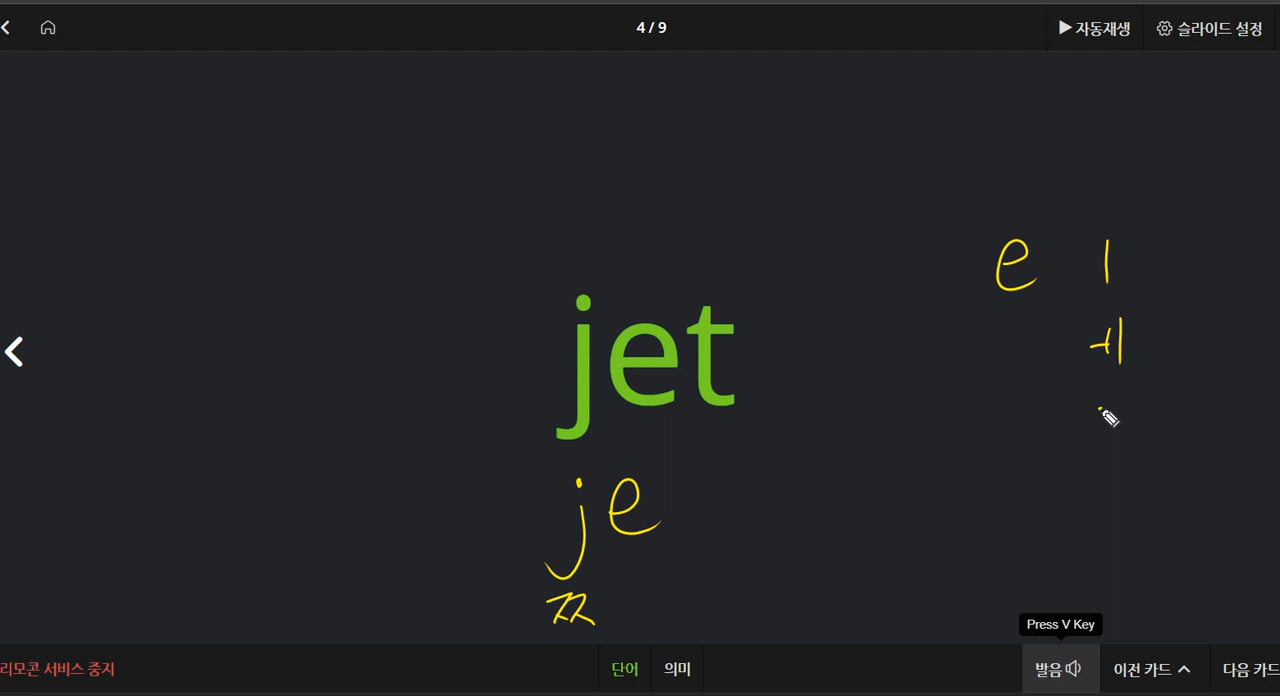 4 / 9
자동재생
슬라이드 설정
e ㅣ
ㅔ
jet
je
ㅉ
Press V Key
리모콘 서비스 중지
단어
의미
발음
이전 카드
다음 카드